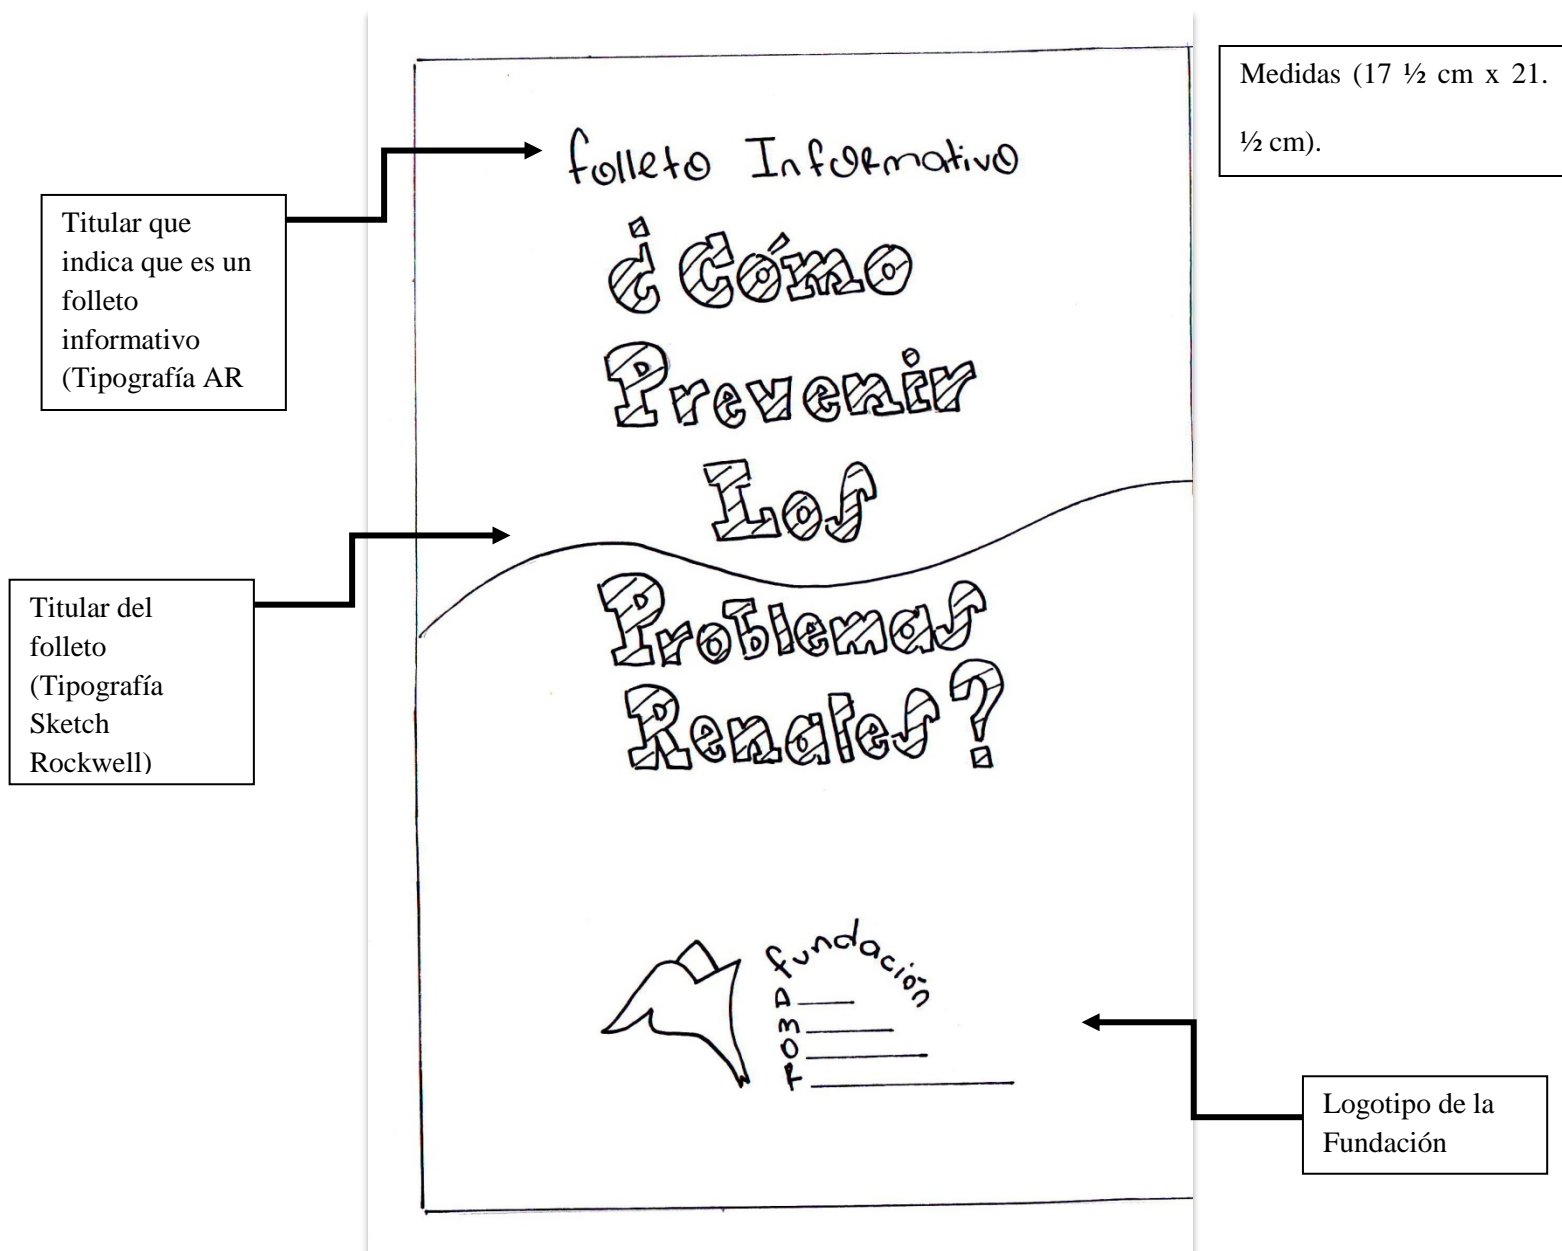 Medidas (17 ½ cm x 21.
½ cm).
folleto Informativo
Titular que
indica que es un
folleto
informativo
(Tipografía AR
¿Cómo
Prevenir
Los
Problemas
Renales?
Titular del
folleto
(Tipografía
Sketch
Rockwell)
fundación
D
M
O
R
Logotipo de la
Fundación